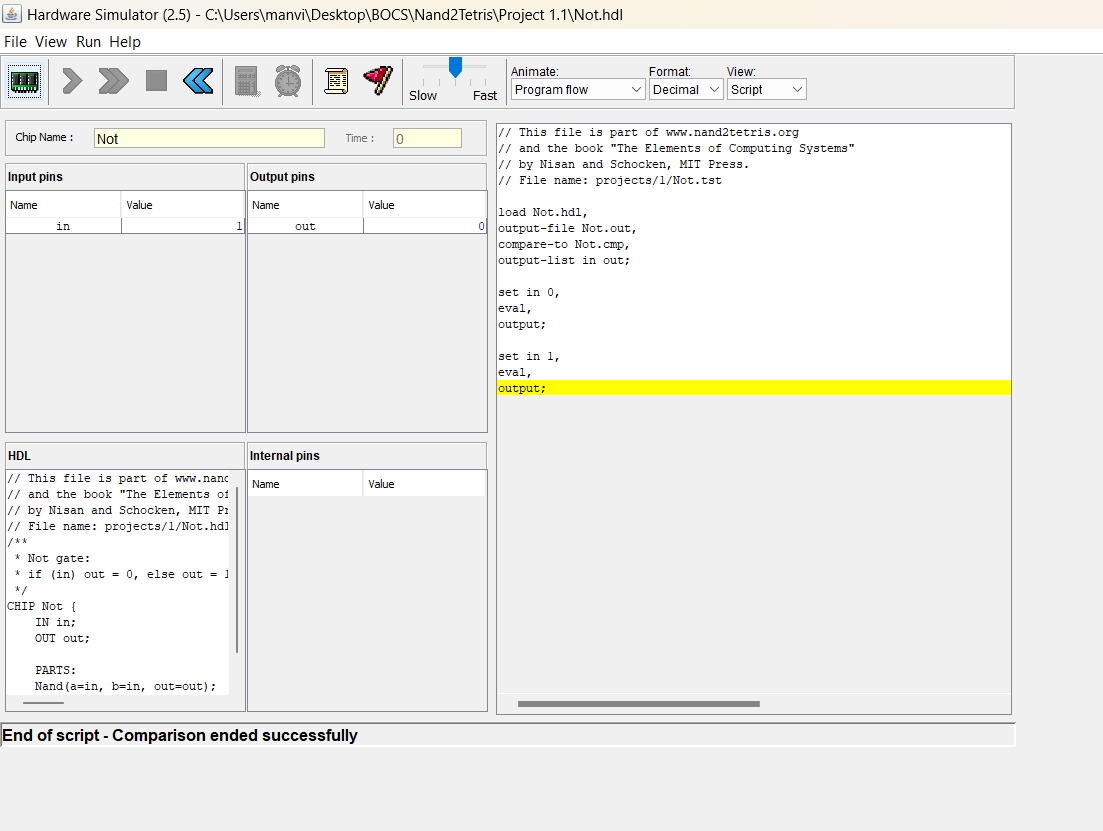 Hardware Simulator (2.5) - C:\Users\manvi\Desktop\BOCS\Nand2Tetris\Project 1.1\Not.hdl
File View Run Help
Slow Fast
Animate: Format: View:
Program flow Decimal Script
Chip Name : Not Time : 0
Input pins
Name Value
in 1
Output pins
Name Value
out 0
HDL
// This file is part of www.nand
// and the book "The Elements of
// by Nisan and Schocken, MIT Pr
// File name: projects/1/Not.hdl
/**
* Not gate:
* if (in) out = 0, else out = 1
*/
CHIP Not {
IN in;
OUT out;
PARTS:
Nand(a=in, b=in, out=out);
Internal pins
Name Value
// This file is part of www.nand2tetris.org
// and the book "The Elements of Computing Systems"
// by Nisan and Schocken, MIT Press.
// File name: projects/1/Not.tst
load Not.hdl,
output-file Not.out,
compare-to Not.cmp,
output-list in out;
set in 0,
eval,
output;
set in 1,
eval,
output;
End of script - Comparison ended successfully